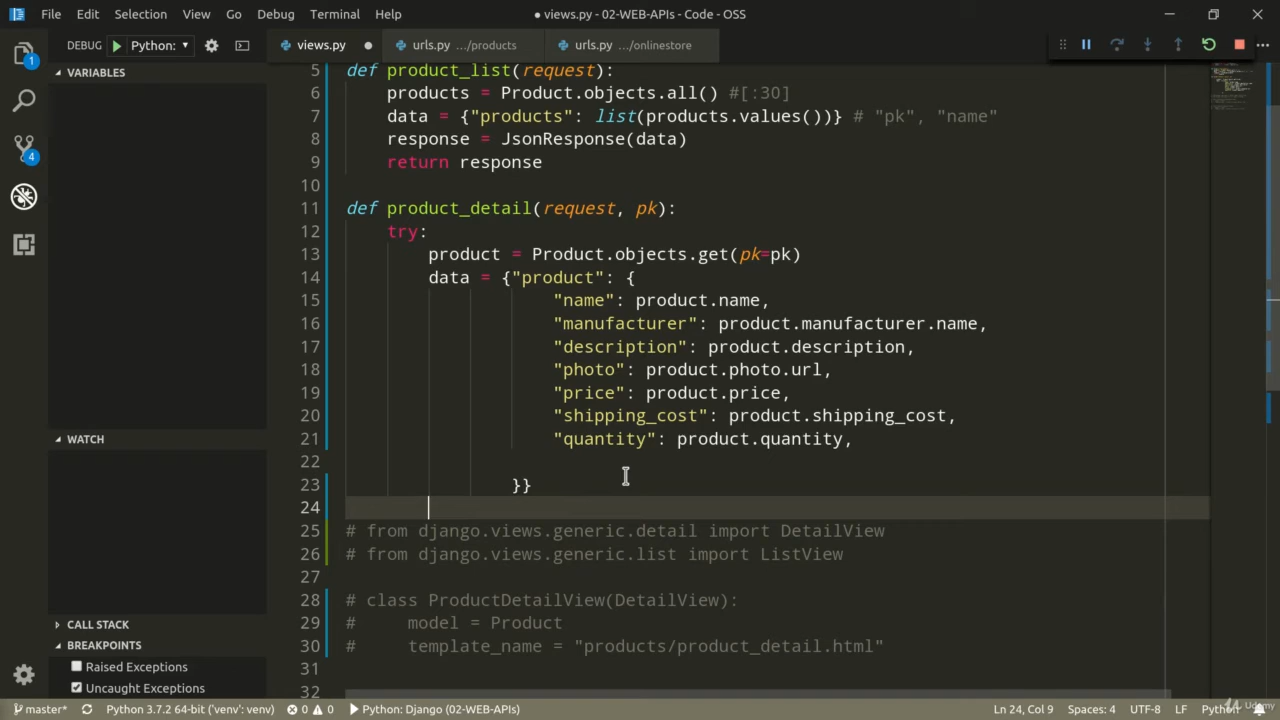 File Edit Selection View Go Debug Terminal Help
● views.py - 02-WEB-APIs - Code - OSS
DEBUG Python:
views.py ● urls.py .../products urls.py .../onlinestore
1
4
VARIABLES
WATCH
CALL STACK
BREAKPOINTS
Raised Exceptions
Uncaught Exceptions
5 def product_list(request):
6 products = Product.objects.all() #[:30]
7 data = {"products": list(products.values())} # "pk", "name"
8 response = JsonResponse(data)
9 return response
10
11 def product_detail(request, pk):
12 try:
13 product = Product.objects.get(pk=pk)
14 data = {"product": {
15 "name": product.name,
16 "manufacturer": product.manufacturer.name,
17 "description": product.description,
18 "photo": product.photo.url,
19 "price": product.price,
20 "shipping_cost": product.shipping_cost,
21 "quantity": product.quantity,
22
23 }}
24
25 # from django.views.generic.detail import DetailView
26 # from django.views.generic.list import ListView
27
28 # class ProductDetailView(DetailView):
29 # model = Product
30 # template_name = "products/product_detail.html"
31
32
master* Python 3.7.2 64-bit ('venv': venv) 0 0 Python: Django (02-WEB-APIs) Ln 24, Col 9 Spaces: 4 UTF-8 LF Python
Udemy